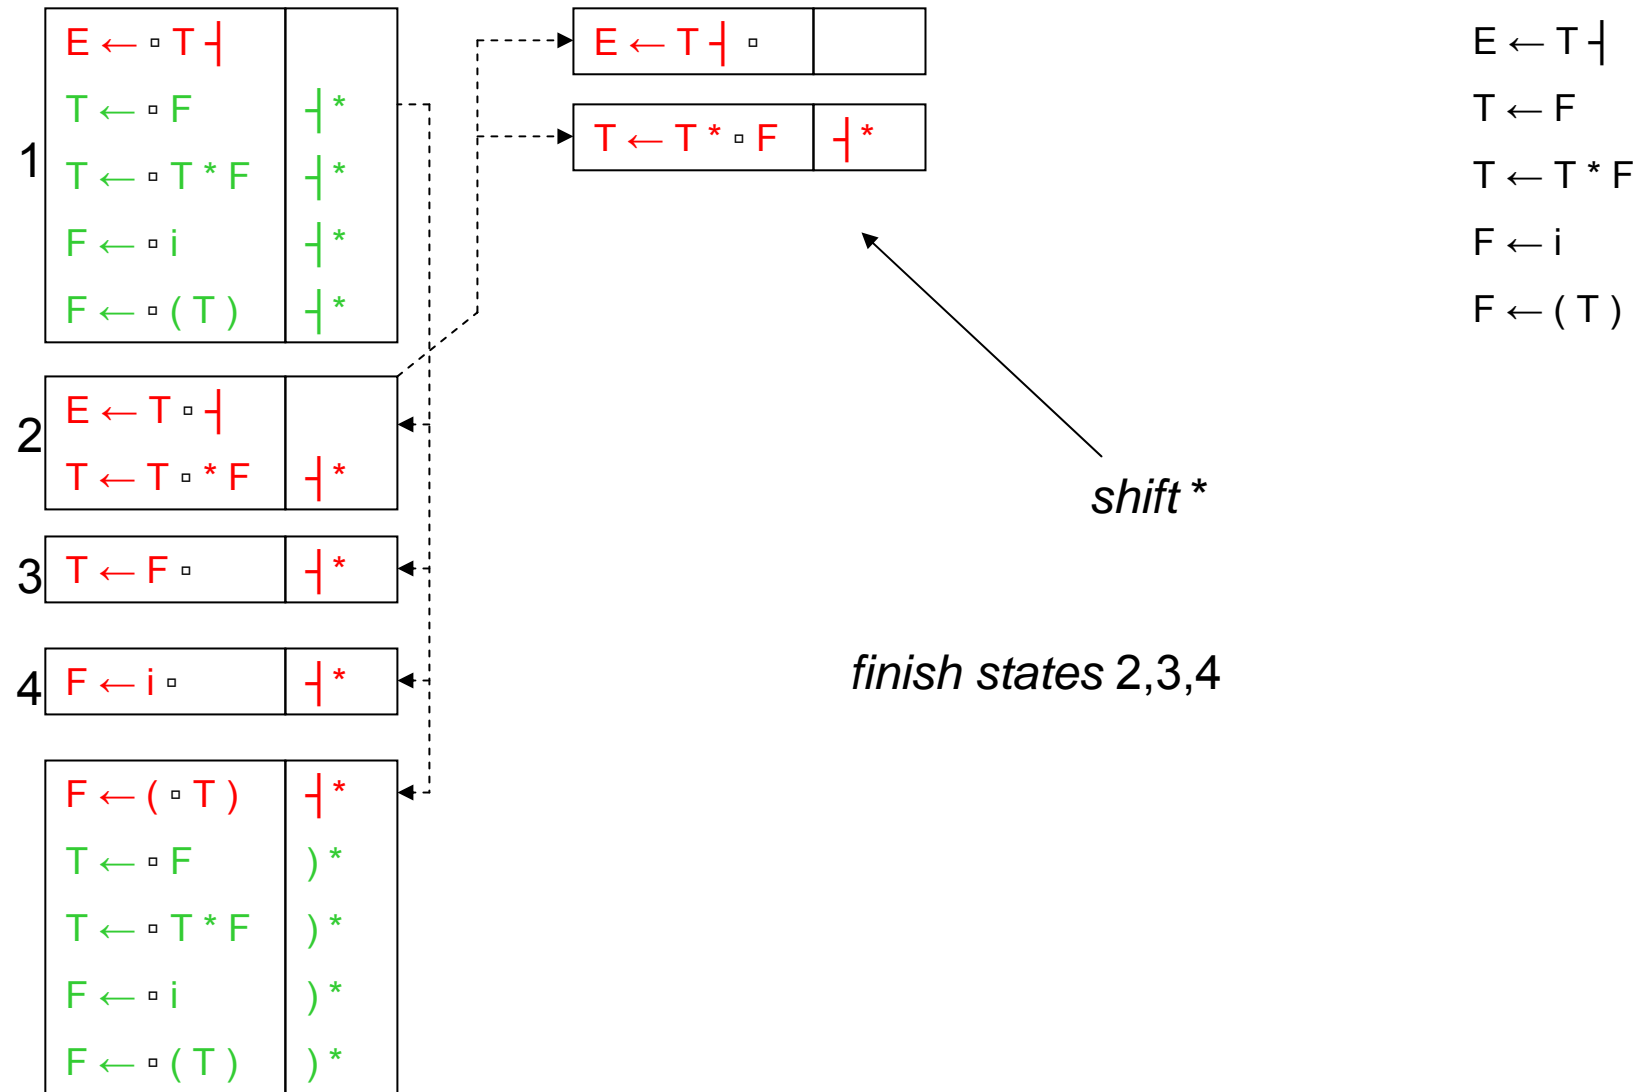 1
E ← ▫ T ┤
T ← ▫ F ┤*
T ← ▫ T * F ┤*
F ← ▫ i ┤*
F ← ▫ ( T ) ┤*
2
E ← T ▫ ┤
T ← T ▫ * F ┤*
3
T ← F ▫ ┤*
4
F ← i ▫ ┤*
F ← ( ▫ T ) ┤*
T ← ▫ F ) *
T ← ▫ T * F ) *
F ← ▫ i ) *
F ← ▫ ( T ) ) *
E ← T ┤ ▫
T ← T * ▫ F ┤*
shift *
finish states 2,3,4
E ← T ┤
T ← F
T ← T * F
F ← i
F ← ( T )